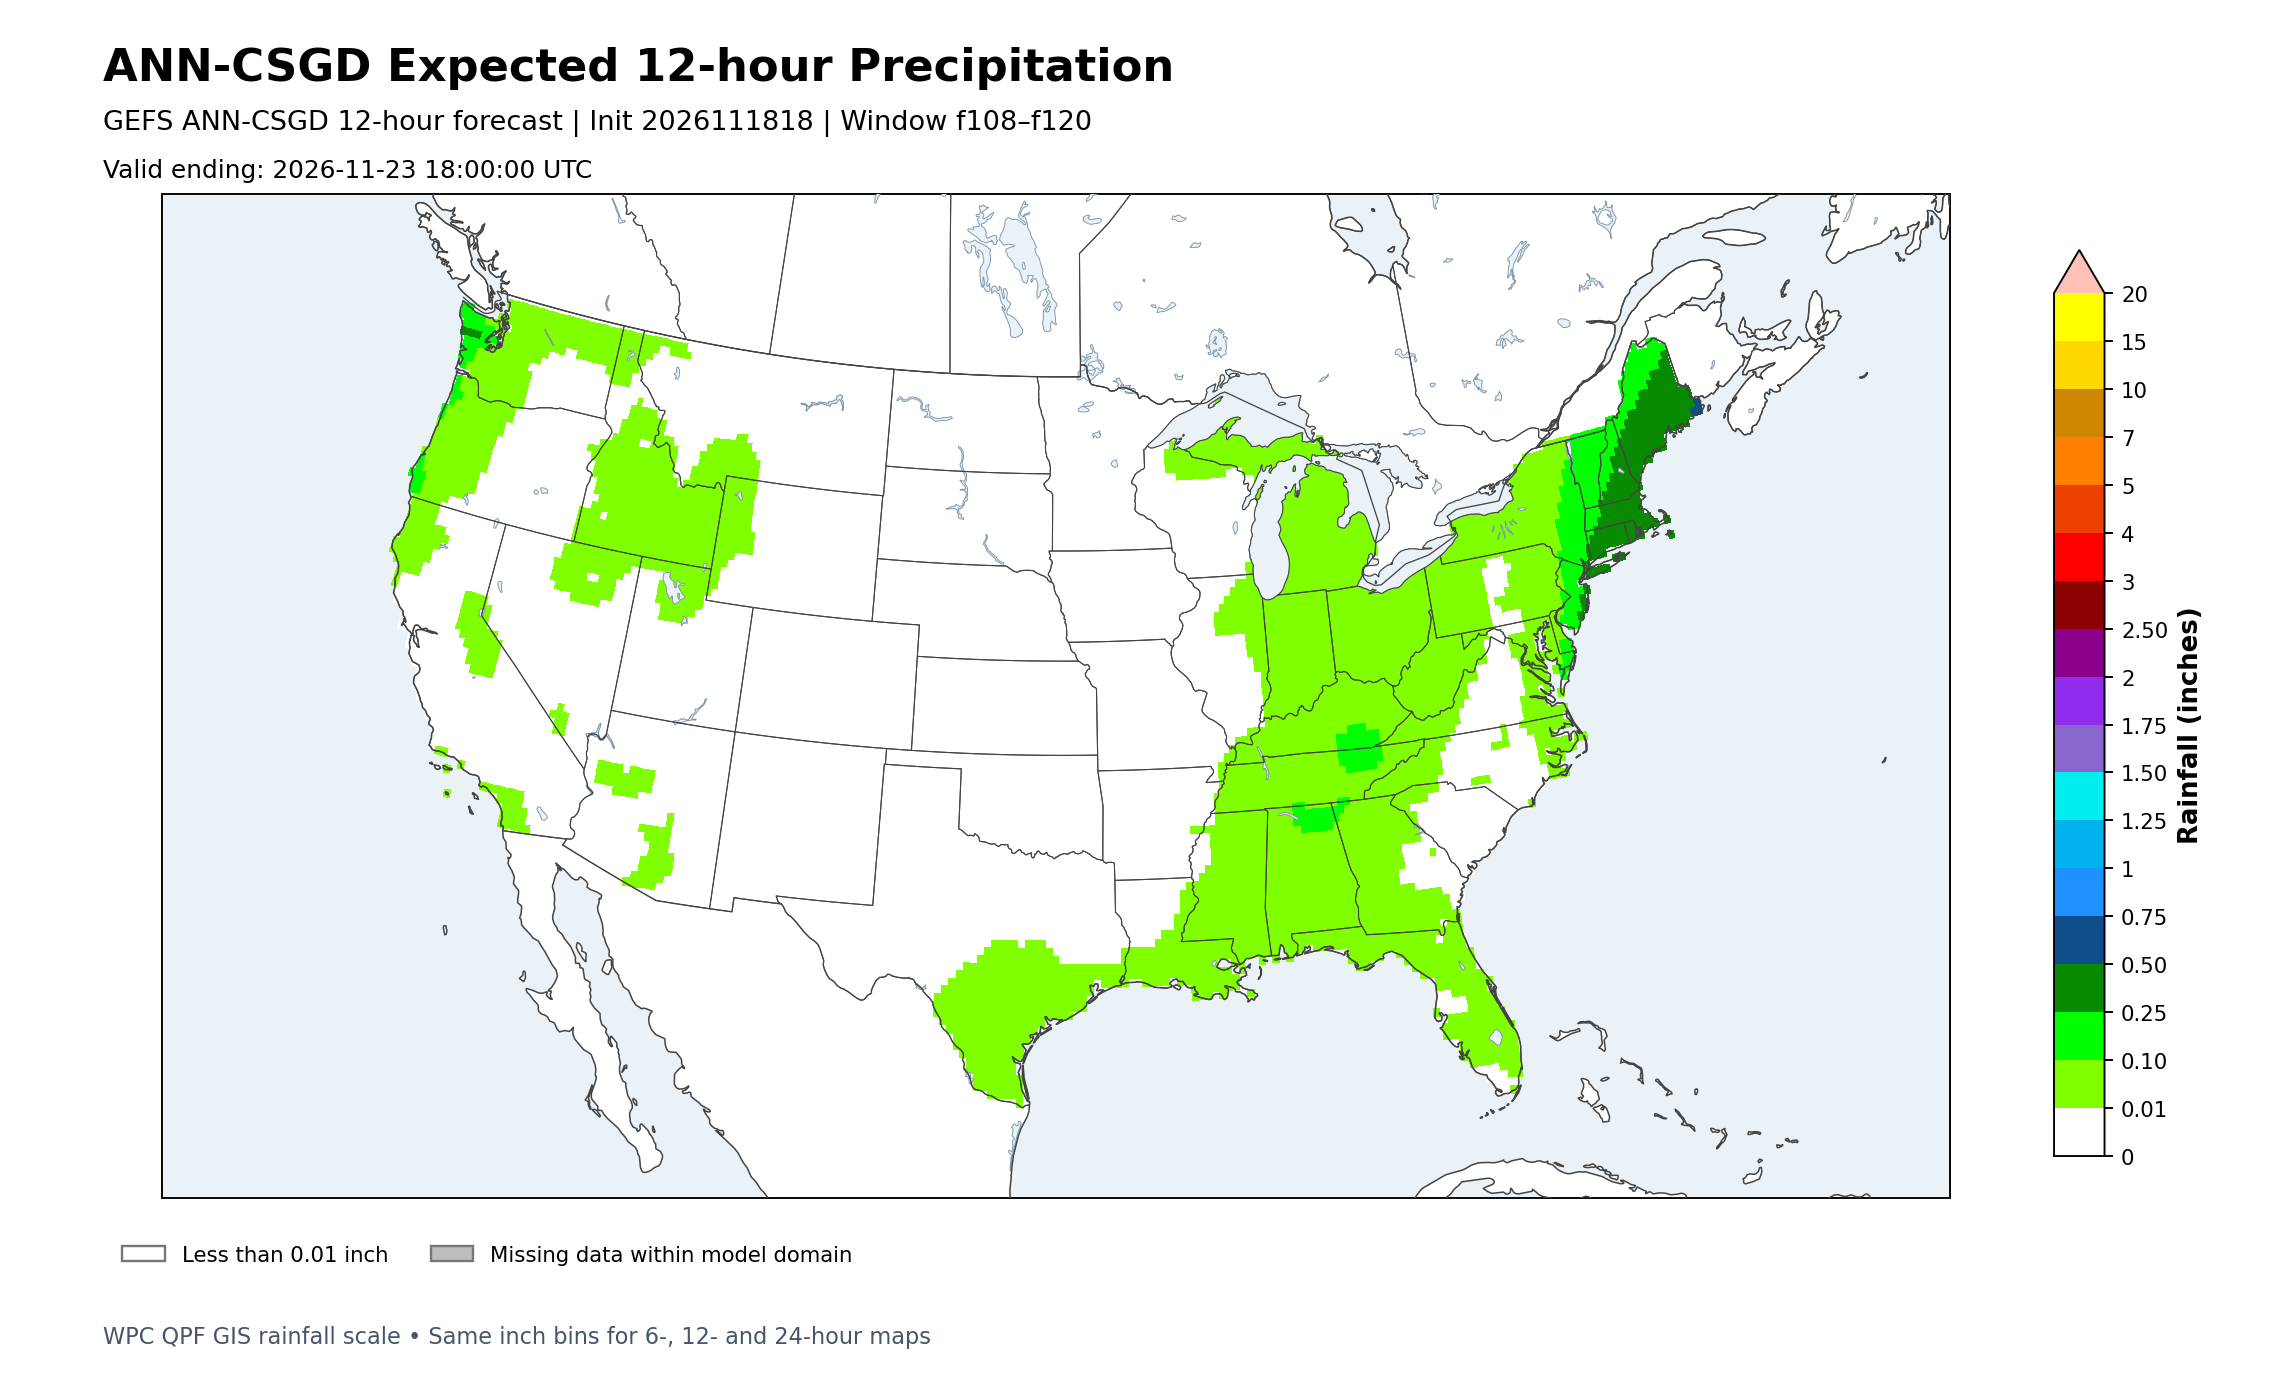 ANN-CSGD Expected 12-hour Precipitation
GEFS ANN-CSGD 12-hour forecast | Init 2026111818 | Window f108–f120
Valid ending: 2026-11-23 18:00:00 UTC
20
15
10
7
5
4
3
2.50
2
1.75
1.50
1.25
1
0.75
0.50
0.25
0.10
0.01
0
Rainfall (inches)
Less than 0.01 inch
Missing data within model domain
WPC QPF GIS rainfall scale • Same inch bins for 6-, 12- and 24-hour maps